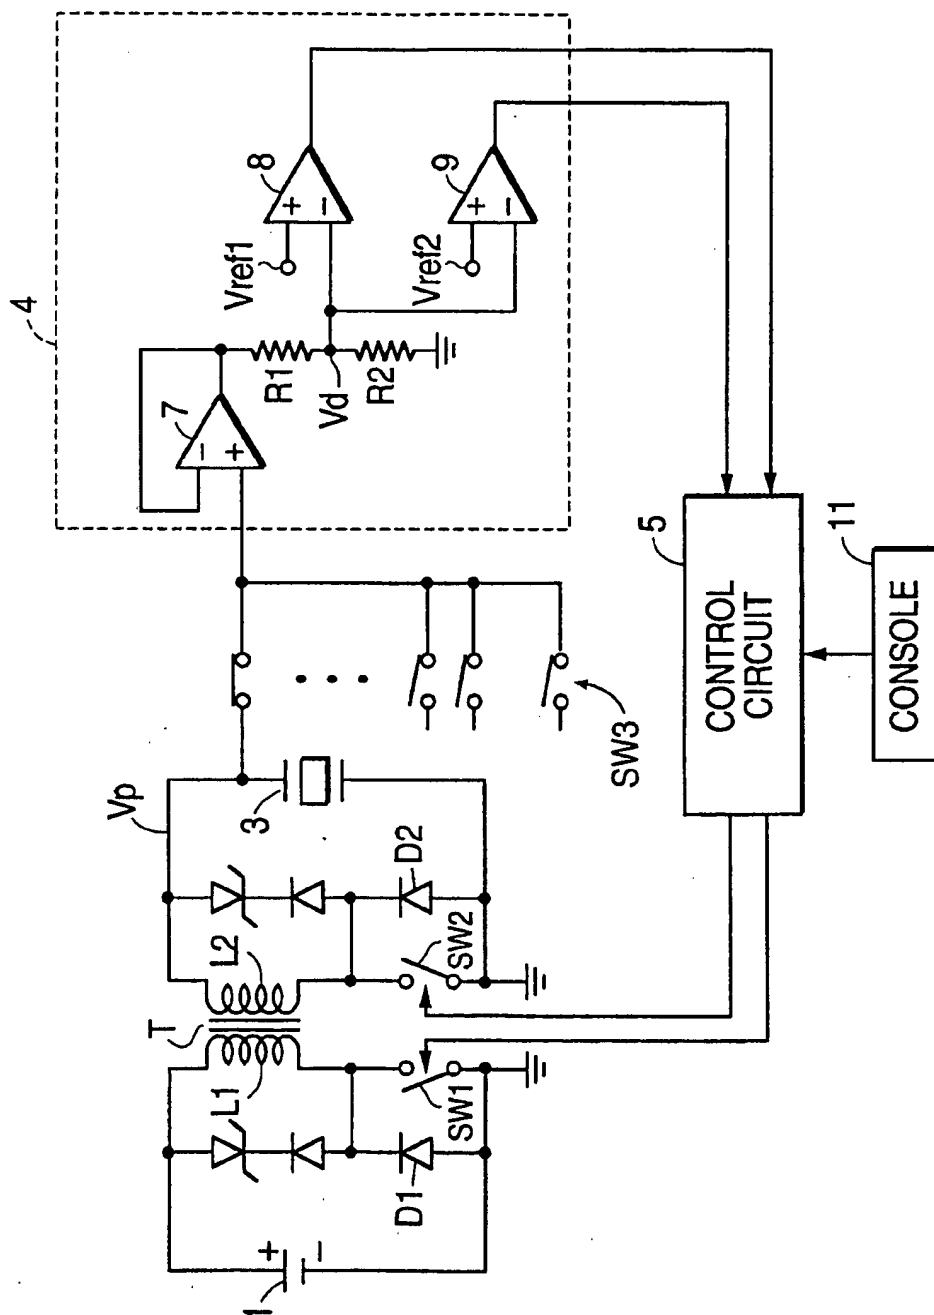 4
7
−
+
R1
Vd
R2
Vref1
8
+
−
Vref2
9
+
−
Vp
T
L1
L2
3
D1
D2
SW1
SW2
SW3
1
+
−
5
CONTROL
CIRCUIT
11
CONSOLE